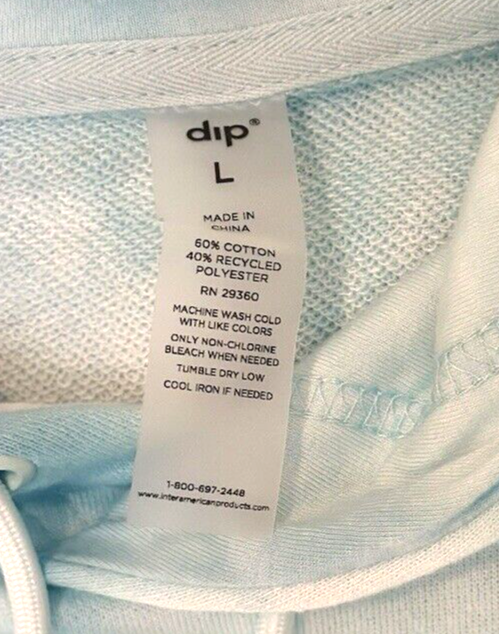 dip®
L
MADE IN
CHINA
60% COTTON
40% RECYCLED
POLYESTER
RN 29360
MACHINE WASH COLD
WITH LIKE COLORS
ONLY NON-CHLORINE
BLEACH WHEN NEEDED
TUMBLE DRY LOW
COOL IRON IF NEEDED
1-800-697-2448
www.interamericanproducts.com